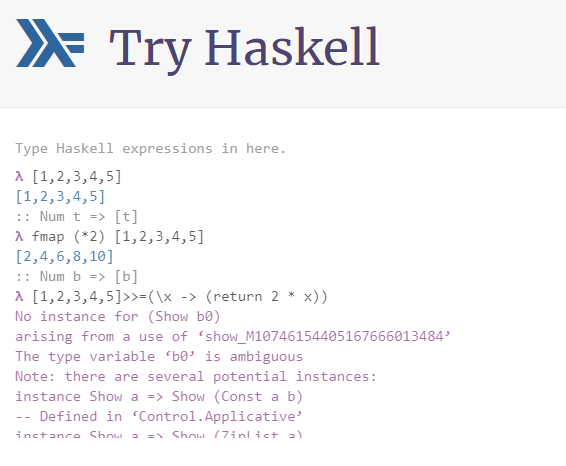 Try Haskell
Type Haskell expressions in here.
λ [1,2,3,4,5]
[1,2,3,4,5]
:: Num t => [t]
λ fmap (*2) [1,2,3,4,5]
[2,4,6,8,10]
:: Num b => [b]
λ [1,2,3,4,5]>>=(\x -> (return 2 * x))
No instance for (Show b0)
arising from a use of ‘show_M10746154405167666013484’
The type variable ‘b0’ is ambiguous
Note: there are several potential instances:
instance Show a => Show (Const a b)
-- Defined in ‘Control.Applicative’
instance Show a => Show (ZipList a)